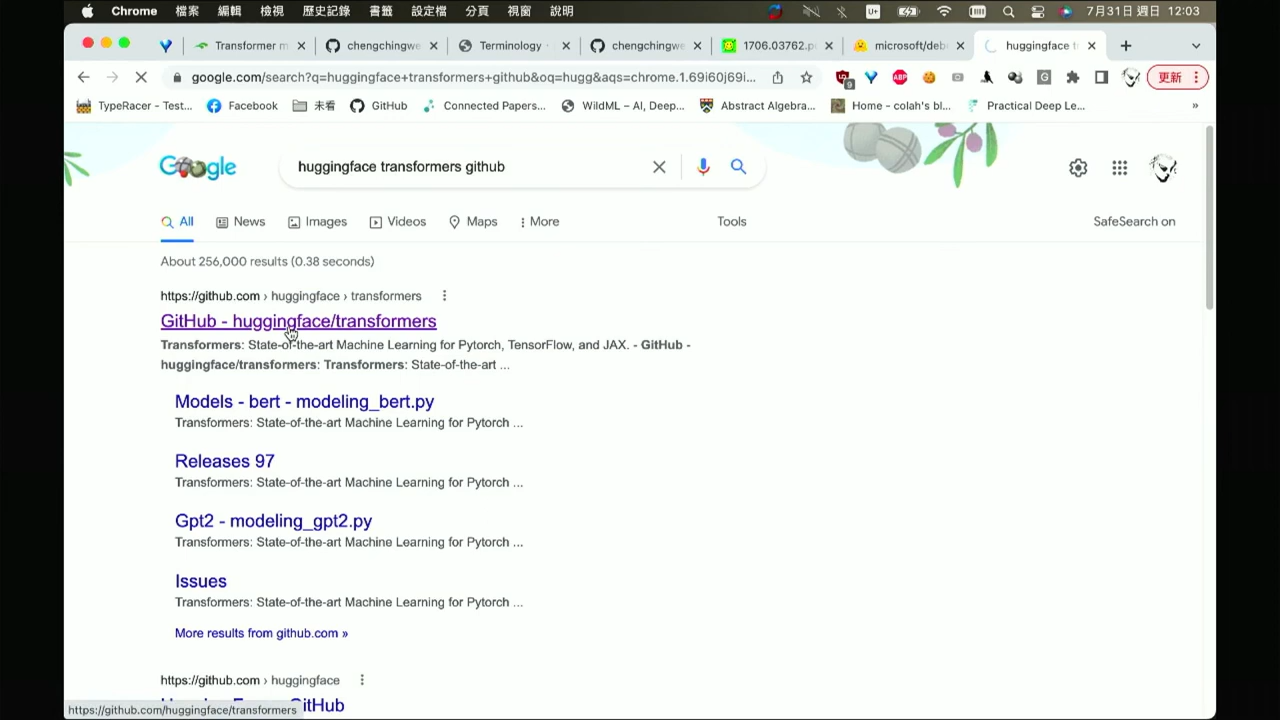 Chrome 檔案 編輯 檢視 歷史記錄 書籤 設定檔 分頁 視窗 說明 U+ 7月31日 週日 12:03
Transformer m chengchingwe Terminology - chengchingwe 1706.03762.p microsoft/deb huggingface t
google.com/search?q=huggingface+transformers+github&oq=hugg&aqs=chrome.1.69i60j69i... 9 ABP G 更新
TypeRacer - Test... Facebook 未看 GitHub Connected Papers... WildML – AI, Deep... Abstract Algebra... Home - colah's bl... Practical Deep Le... »
Google huggingface transformers github
All News Images Videos Maps More Tools SafeSearch on
About 256,000 results (0.38 seconds)
https://github.com › huggingface › transformers
GitHub - huggingface/transformers
Transformers: State-of-the-art Machine Learning for Pytorch, TensorFlow, and JAX. - GitHub -
huggingface/transformers: Transformers: State-of-the-art ...
Models - bert - modeling_bert.py
Transformers: State-of-the-art Machine Learning for Pytorch ...
Releases 97
Transformers: State-of-the-art Machine Learning for Pytorch ...
Gpt2 - modeling_gpt2.py
Transformers: State-of-the-art Machine Learning for Pytorch ...
Issues
Transformers: State-of-the-art Machine Learning for Pytorch ...
More results from github.com »
https://github.com › huggingface
GitHub
https://github.com/huggingface/transformers